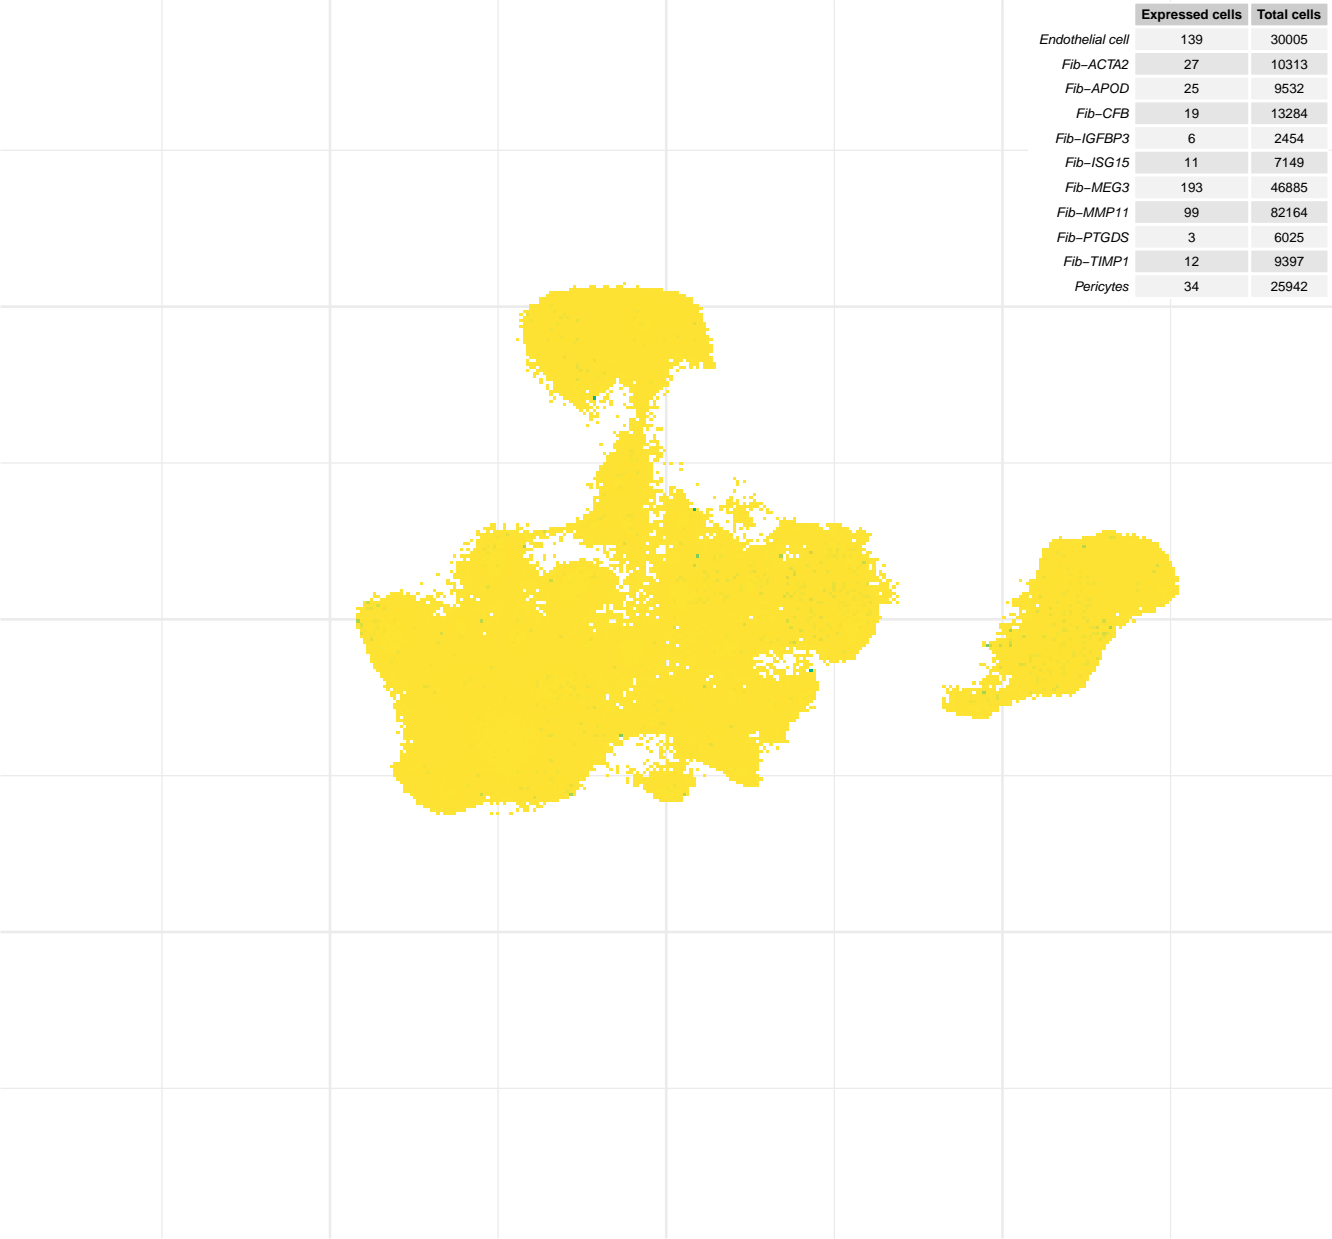 Expressed cells Total cells
Endothelial cell 139 30005
Fib−ACTA2 27 10313
Fib−APOD 25 9532
Fib−CFB 19 13284
Fib−IGFBP3 6 2454
Fib−ISG15 11 7149
Fib−MEG3 193 46885
Fib−MMP11 99 82164
Fib−PTGDS 3 6025
Fib−TIMP1 12 9397
Pericytes 34 25942